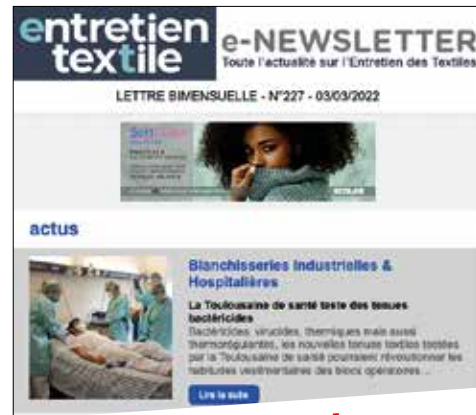 entretien
textile
e-NEWSLETTER
Toute l'actualité sur l'Entretien des Textiles
LETTRE BIMENSUELLE - N°227 - 03/03/2022
actus
Blanchisseries Industrielles &
Hospitalières
La Toulousaine de santé teste des tenues
bactéricides
Bactéricides, virucides, thermiques mais aussi
thermorégulantes, les nouvelles tenues textiles testées
par la Toulousaine de santé pourraient révolutionner les
habitudes vestimentaires des blocs opératoires ...
Lire la suite